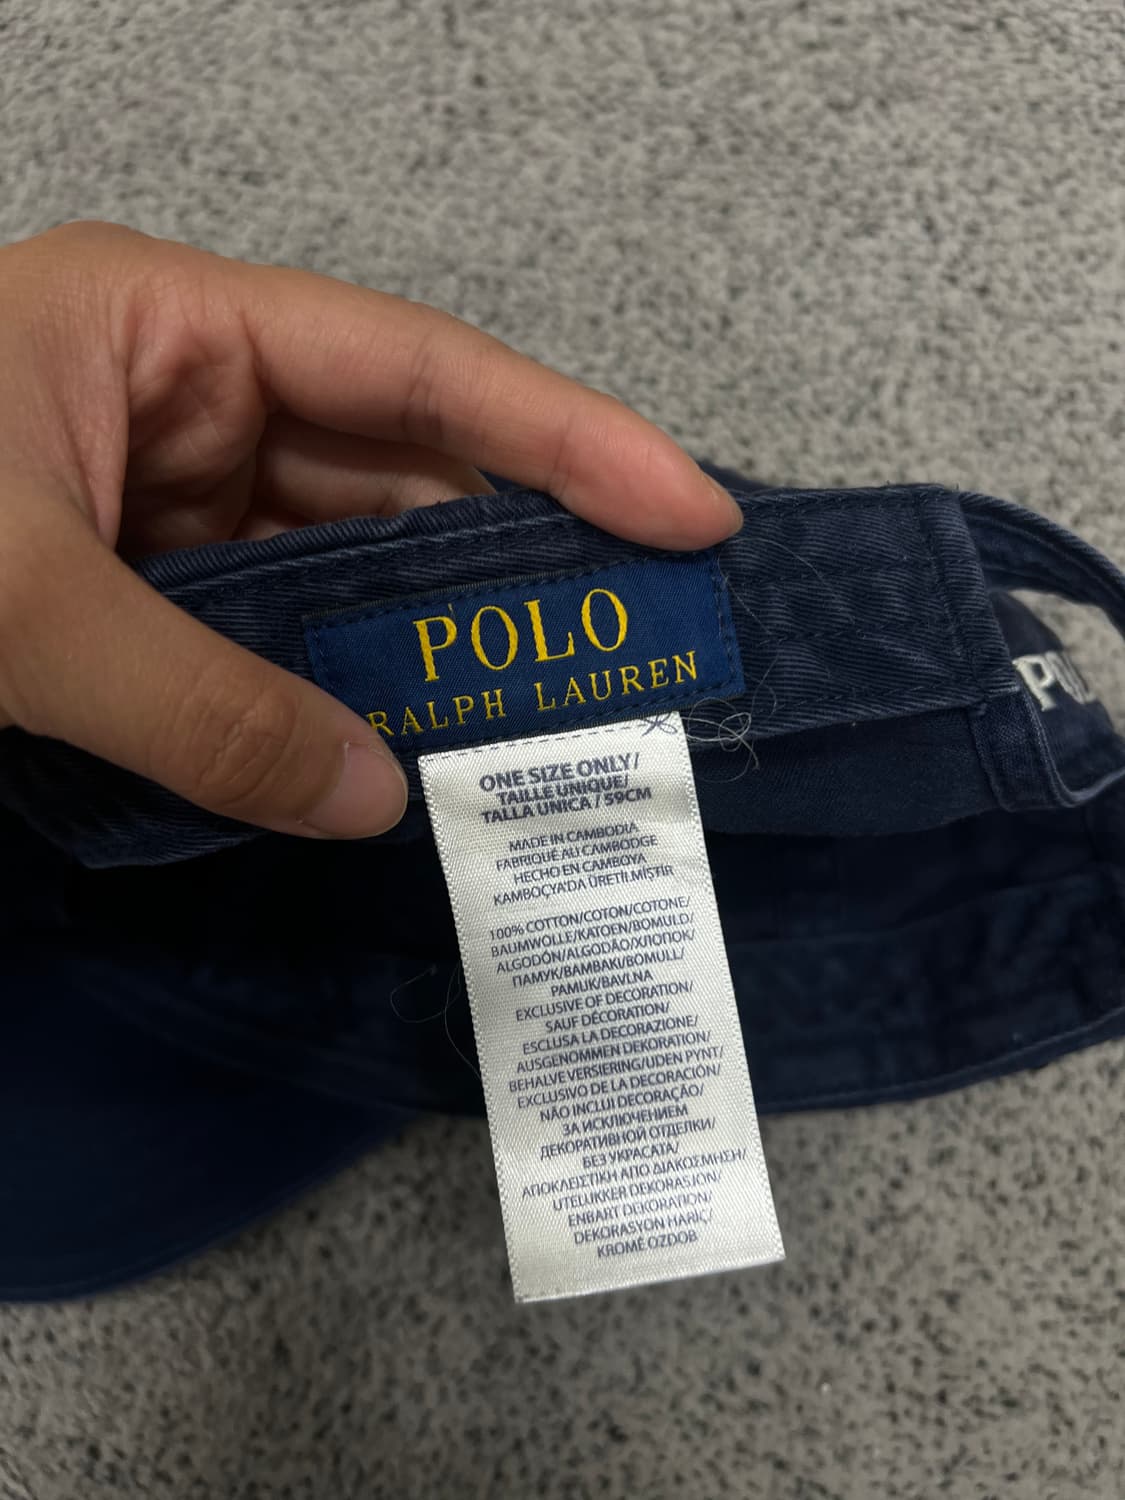 POLO
RALPH LAUREN
ONE SIZE ONLY/
TAILLE UNIQUE/
TALLA UNICA / 59CM
MADE IN CAMBODIA
FABRIQUÉ AU CAMBODGE
HECHO EN CAMBOYA
KAMBOÇYA'DA ÜRETİLMİSTİR
100% COTTON/COTON/COTONE/
BAUMWOLLE/KATOEN/BOMULD/
ALGODÓN/ALGODÃO/ХЛОПОК/
ПАМУК/ΒΑΜΒΑΚΙ/BOMULL/
PAMUK/BAVLNA
EXCLUSIVE OF DECORATION/
SAUF DÉCORATION/
ESCLUSA LA DECORAZIONE/
AUSGENOMMEN DEKORATION/
BEHALVE VERSIERING/UDEN PYNT/
EXCLUSIVO DE LA DECORACIÓN/
NÃO INCLUI DECORAÇÃO/
ЗА ИСКЛЮЧЕНИЕМ
ДЕКОРАТИВНОЙ ОТДЕЛКИ/
БЕЗ УКРАСАТА/
ΑΠΟΚΛΕΙΣΤΙΚΗ ΑΠΟ ΔΙΑΚΟΣΜΗΣΗ/
UTELUKKER DEKORASJON/
ENBART DEKORATION/
DEKORASYON HARİÇ/
KROMĚ OZDOB